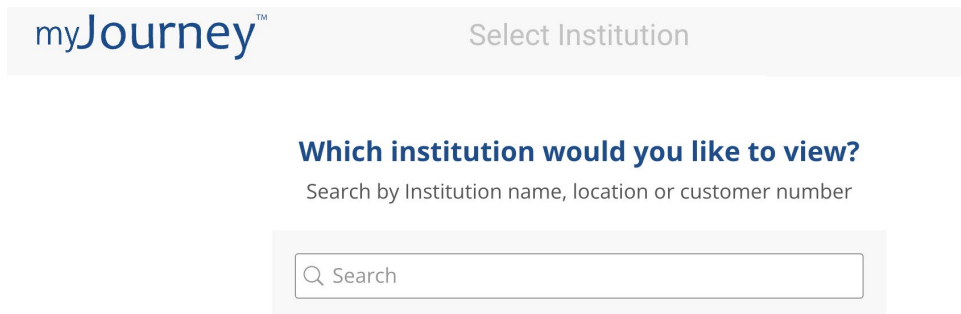 myJourney™
Select Institution
Which institution would you like to view?
Search by Institution name, location or customer number
Search